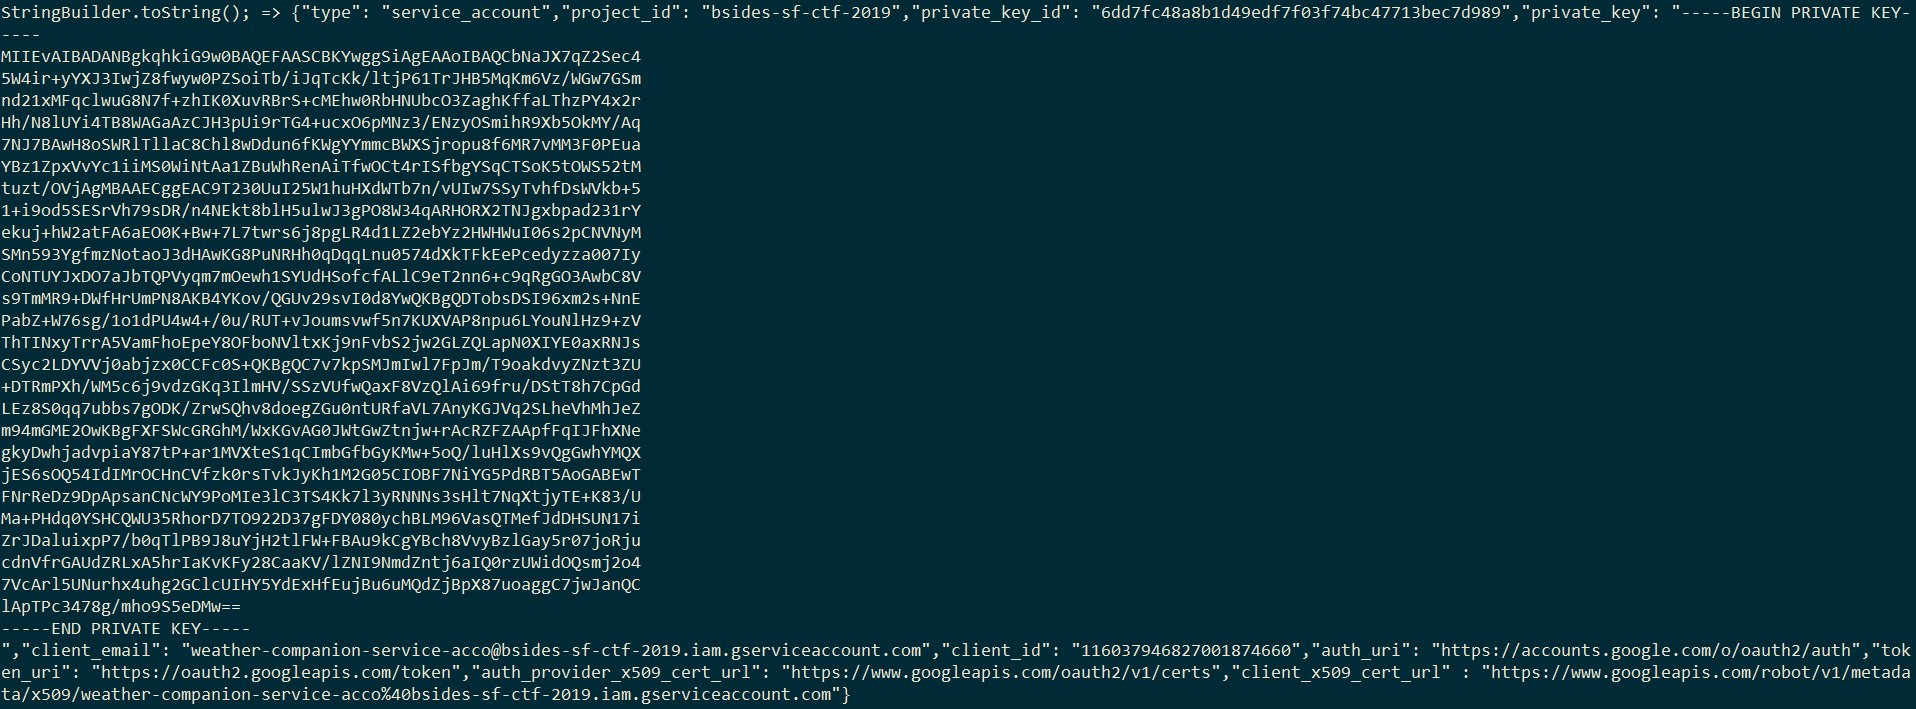 StringBuilder.toString(); => {"type": "service_account","project_id": "bsides-sf-ctf-2019","private_key_id": "6dd7fc48a8b1d49edf7f03f74bc47713bec7d989","private_key": "-----BEGIN PRIVATE KEY-
----
MIIEvAIBADANBgkqhkiG9w0BAQEFAASCBKYwggSiAgEAAoIBAQCbNaJX7qZ2Sec4
5W4ir+yYXJ3IwjZ8fwyw0PZSoiTb/iJqTcKk/ltjP61TrJHB5MqKm6Vz/WGw7GSm
nd21xMFqclwuG8N7f+zhIK0XuvRBrS+cMEhw0RbHNUbcO3ZaghKffaLThzPY4x2r
Hh/N8lUYi4TB8WAGaAzCJH3pUi9rTG4+ucxO6pMNz3/ENzyOSmihR9Xb5OkMY/Aq
7NJ7BAwH8oSWRlTllaC8Chl8wDdun6fKWgYYmmcBWXSjropu8f6MR7vMM3F0PEua
YBz1ZpxVvYc1iiMS0WiNtAa1ZBuWhRenAiTfwOCt4rISfbgYSqCTSoK5tOWS52tM
tuzt/OVjAgMBAAECggEAC9T230UuI25W1huHXdWTb7n/vUIw7SSyTvhfDsWVkb+5
1+i9od5SESrVh79sDR/n4NEkt8blH5ulwJ3gPO8W34qARHORX2TNJgxbpad231rY
ekuj+hW2atFA6aEO0K+Bw+7L7twrs6j8pgLR4d1LZ2ebYz2HWHWuI06s2pCNVNyM
SMn593YgfmzNotaoJ3dHAwKG8PuNRHh0qDqqLnu0574dXkTFkEePcedyzza007Iy
CoNTUYJxDO7aJbTQPVyqm7mOewh1SYUdHSofcfALlC9eT2nn6+c9qRgGO3AwbC8V
s9TmMR9+DWfHrUmPN8AKB4YKov/QGUv29svI0d8YwQKBgQDTobsDSI96xm2s+NnE
PabZ+W76sg/1o1dPU4w4+/0u/RUT+vJoumsvwf5n7KUXVAP8npu6LYouNlHz9+zV
ThTINxyTrrA5VamFhoEpeY8OFboNVltxKj9nFvbS2jw2GLZQLapN0XIYE0axRNJs
CSyc2LDYVVj0abjzx0CCFc0S+QKBgQC7v7kpSMJmIwl7FpJm/T9oakdvyZNzt3ZU
+DTRmPXh/WM5c6j9vdzGKq3IlmHV/SSzVUfwQaxF8VzQlAi69fru/DStT8h7CpGd
LEz8S0qq7ubbs7gODK/ZrwSQhv8doegZGu0ntURfaVL7AnyKGJVq2SLheVhMhJeZ
m94mGME2OwKBgFXFSWcGRGhM/WxKGvAG0JWtGwZtnjw+rAcRZFZAApfFqIJFhXNe
gkyDwhjadvpiaY87tP+ar1MVXteS1qCImbGfbGyKMw+5oQ/luHlXs9vQgGwhYMQX
jES6sOQ54IdIMrOCHnCVfzk0rsTvkJyKh1M2G05CIOBF7NiYG5PdRBT5AoGABEwT
FNrReDz9DpApsanCNcWY9PoMIe3lC3TS4Kk7l3yRNNNs3sHlt7NqXtjyTE+K83/U
Ma+PHdq0YSHCQWU35RhorD7TO922D37gFDY080ychBLM96VasQTMefJdDHSUN17i
ZrJDaluixpP7/b0qTlPB9J8uYjH2tlFW+FBAu9kCgYBch8VvyBzlGay5r07joRju
cdnVfrGAUdZRLxA5hrIaKvKFy28CaaKV/lZNI9NmdZntj6aIQ0rzUWidOQsmj2o4
7VcArl5UNurhx4uhg2GClcUIHY5YdExHfEujBu6uMQdZjBpX87uoaggC7jwJanQC
lApTPc3478g/mho9S5eDMw==
-----END PRIVATE KEY-----
","client_email": "weather-companion-service-acco@bsides-sf-ctf-2019.iam.gserviceaccount.com","client_id": "116037946827001874660","auth_uri": "https://accounts.google.com/o/oauth2/auth","tok
en_uri": "https://oauth2.googleapis.com/token","auth_provider_x509_cert_url": "https://www.googleapis.com/oauth2/v1/certs","client_x509_cert_url" : "https://www.googleapis.com/robot/v1/metada
ta/x509/weather-companion-service-acco%40bsides-sf-ctf-2019.iam.gserviceaccount.com"}